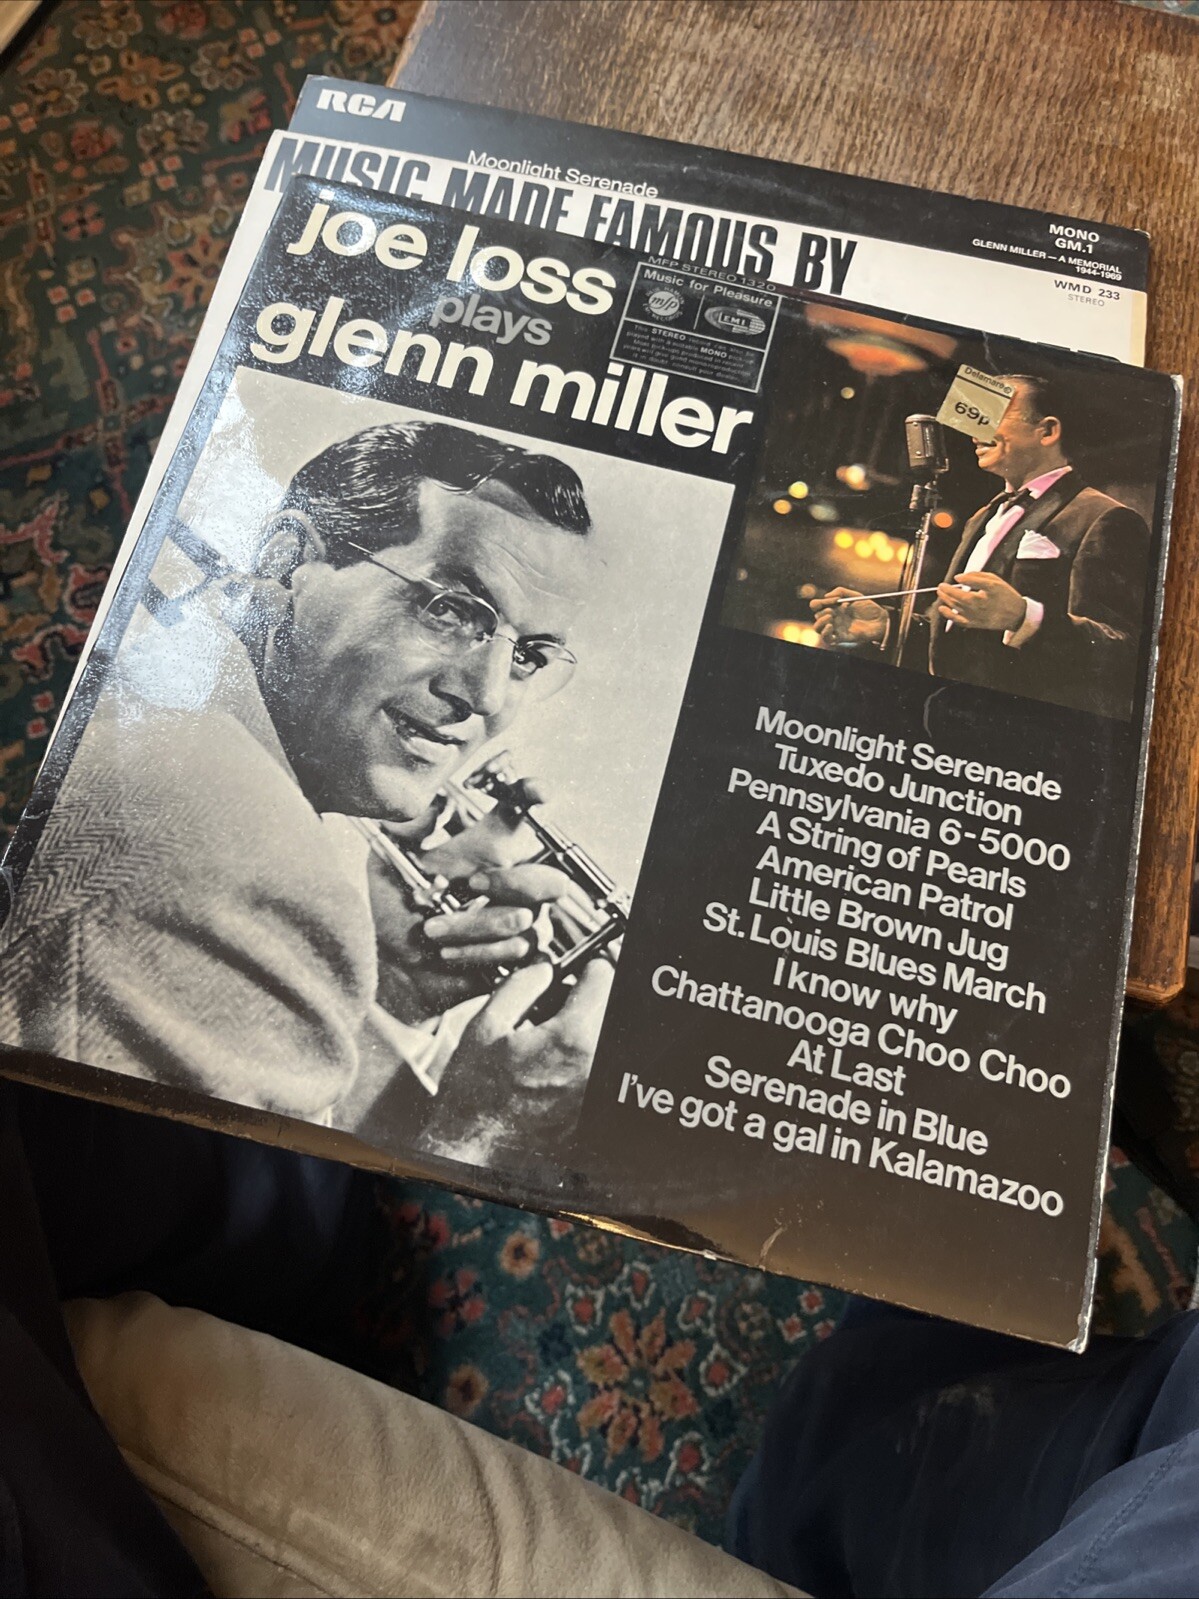 RCA
Moonlight Serenade
MONO
GM.1
GLENN MILLER — A MEMORIAL
1944-1969
MUSIC MADE FAMOUS BY
WMD 233
STEREO
joe loss
plays
glenn miller
MFP STEREO 1320
Music for Pleasure
mfp
EMI
Delamare
69p
Moonlight Serenade
Tuxedo Junction
Pennsylvania 6-5000
A String of Pearls
American Patrol
Little Brown Jug
St. Louis Blues March
I know why
Chattanooga Choo Choo
At Last
Serenade in Blue
I've got a gal in Kalamazoo